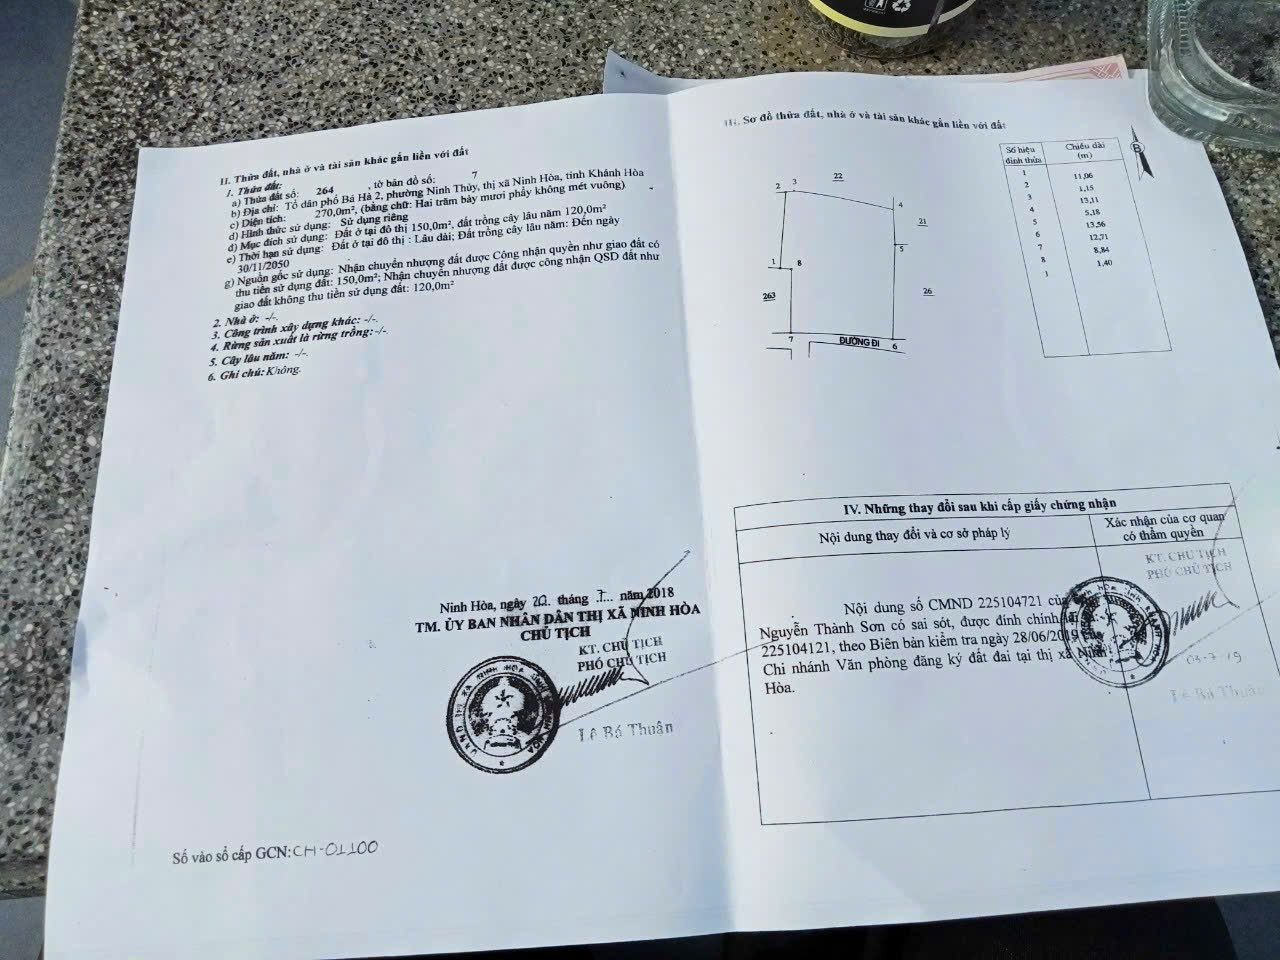 II. Thửa đất, nhà ở và tài sản khác gắn liền với đất
1. Thửa đất:
a) Thửa đất số: 264 , tờ bản đồ số: 7
b) Địa chỉ: Tổ dân phố Bá Hà 2, phường Ninh Thủy, thị xã Ninh Hòa, tỉnh Khánh Hòa
c) Diện tích: 270,0m², (bằng chữ: Hai trăm bảy mươi phẩy không mét vuông)
d) Hình thức sử dụng: Sử dụng riêng
đ) Mục đích sử dụng: Đất ở tại đô thị 150,0m², đất trồng cây lâu năm 120,0m²
e) Thời hạn sử dụng: Đất ở tại đô thị : Lâu dài; Đất trồng cây lâu năm: Đến ngày
30/11/2050
g) Nguồn gốc sử dụng: Nhận chuyển nhượng đất được Công nhận quyền như giao đất có
thu tiền sử dụng đất: 150,0m²; Nhận chuyển nhượng đất được công nhận QSD đất như
giao đất không thu tiền sử dụng đất: 120,0m²
2. Nhà ở: -/-.
3. Công trình xây dựng khác: -/-.
4. Rừng sản xuất là rừng trồng: -/-.
5. Cây lâu năm: -/-.
6. Ghi chú: Không.
Ninh Hòa, ngày 20 tháng 7 năm 2018
TM. ỦY BAN NHÂN DÂN THỊ XÃ NINH HÒA
CHỦ TỊCH
KT. CHỦ TỊCH
PHÓ CHỦ TỊCH
Lê Bá Thuận
Số vào sổ cấp GCN: CH-01100
III. Sơ đồ thửa đất, nhà ở và tài sản khác gắn liền với đất
2 3 22
4
21
5
1 8
263
26
7 ĐƯỜNG ĐI 6
B
Số hiệu đỉnh thửa Chiều dài (m)
1
11,06
2
1,15
3
13,11
4
5,18
5
13,56
6
12,71
7
8,84
8
1,40
1
IV. Những thay đổi sau khi cấp giấy chứng nhận
Nội dung thay đổi và cơ sở pháp lý
Xác nhận của cơ quan
có thẩm quyền
KT. CHỦ TỊCH
PHÓ CHỦ TỊCH
Nội dung số CMND 225104721 của
Nguyễn Thành Sơn có sai sót, được đính chính
225104121, theo Biên bản kiểm tra ngày 28/06/2019 của
Chi nhánh Văn phòng đăng ký đất đai tại thị xã Ninh
Hòa.
03-7-19
Lê Bá Thuận